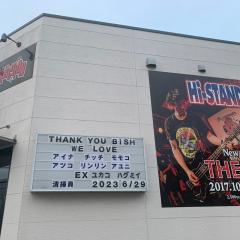 THANK YOU BiSH
WE LOVE
アイナ チッチ モモコ
アツコ リンリン アユニ
EX ユカコ ハグミィ
清掃員 2023 6/29
Hi-STAND
New
THE
2017.10